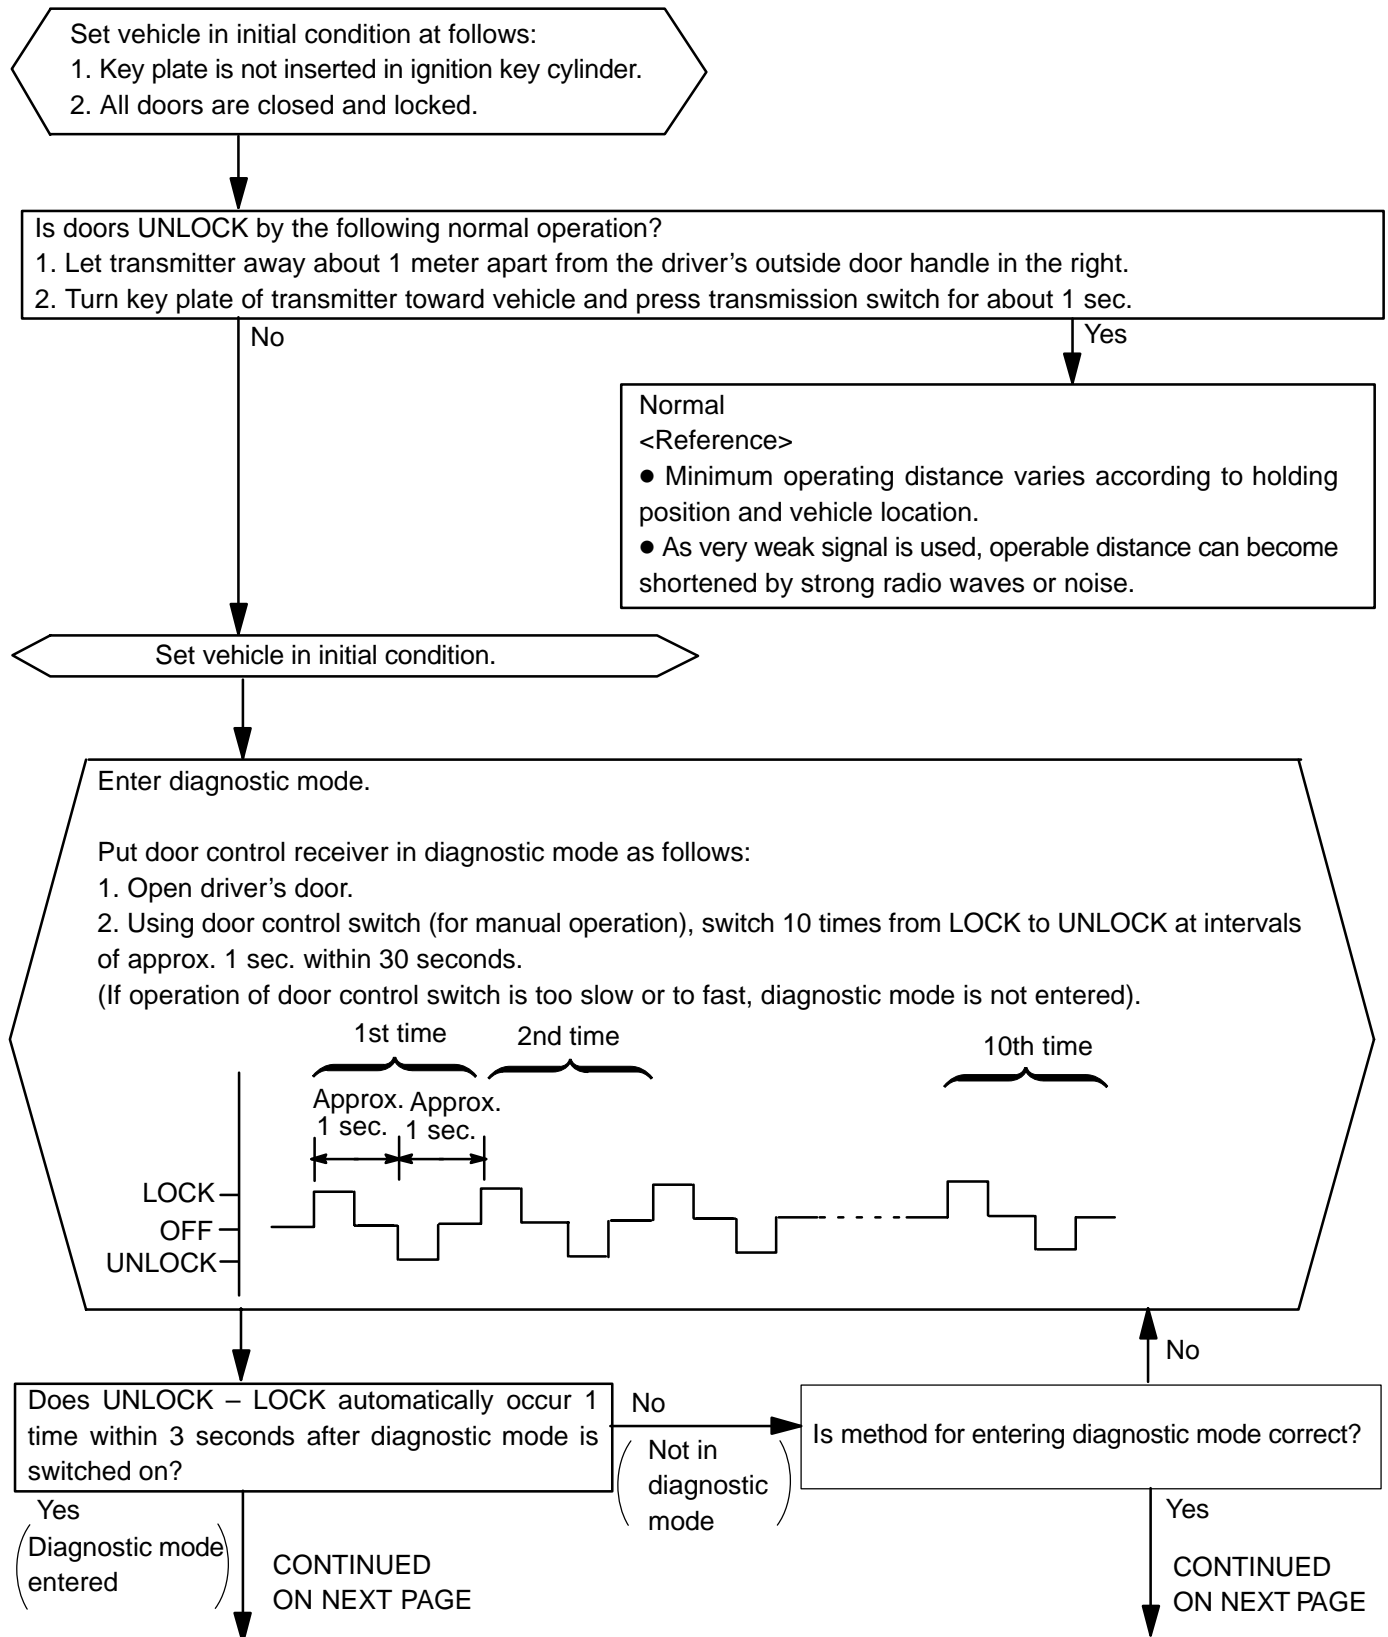 Set vehicle in initial condition at follows:
1. Key plate is not inserted in ignition key cylinder.
2. All doors are closed and locked.
Is doors UNLOCK by the following normal operation?
1. Let transmitter away about 1 meter apart from the driver’s outside door handle in the right.
2. Turn key plate of transmitter toward vehicle and press transmission switch for about 1 sec.
No
Yes
Normal
<Reference>
● Minimum operating distance varies according to holding
position and vehicle location.
● As very weak signal is used, operable distance can become
shortened by strong radio waves or noise.
Set vehicle in initial condition.
Enter diagnostic mode.
Put door control receiver in diagnostic mode as follows:
1. Open driver’s door.
2. Using door control switch (for manual operation), switch 10 times from LOCK to UNLOCK at intervals
of approx. 1 sec. within 30 seconds.
(If operation of door control switch is too slow or to fast, diagnostic mode is not entered).
1st time
2nd time
10th time
Approx.
1 sec.
Approx.
1 sec.
LOCK
OFF
UNLOCK
No
Does UNLOCK – LOCK automatically occur 1
time within 3 seconds after diagnostic mode is
switched on?
No
Not in
diagnostic
mode
Is method for entering diagnostic mode correct?
Yes
Diagnostic mode
entered
CONTINUED
ON NEXT PAGE
Yes
CONTINUED
ON NEXT PAGE